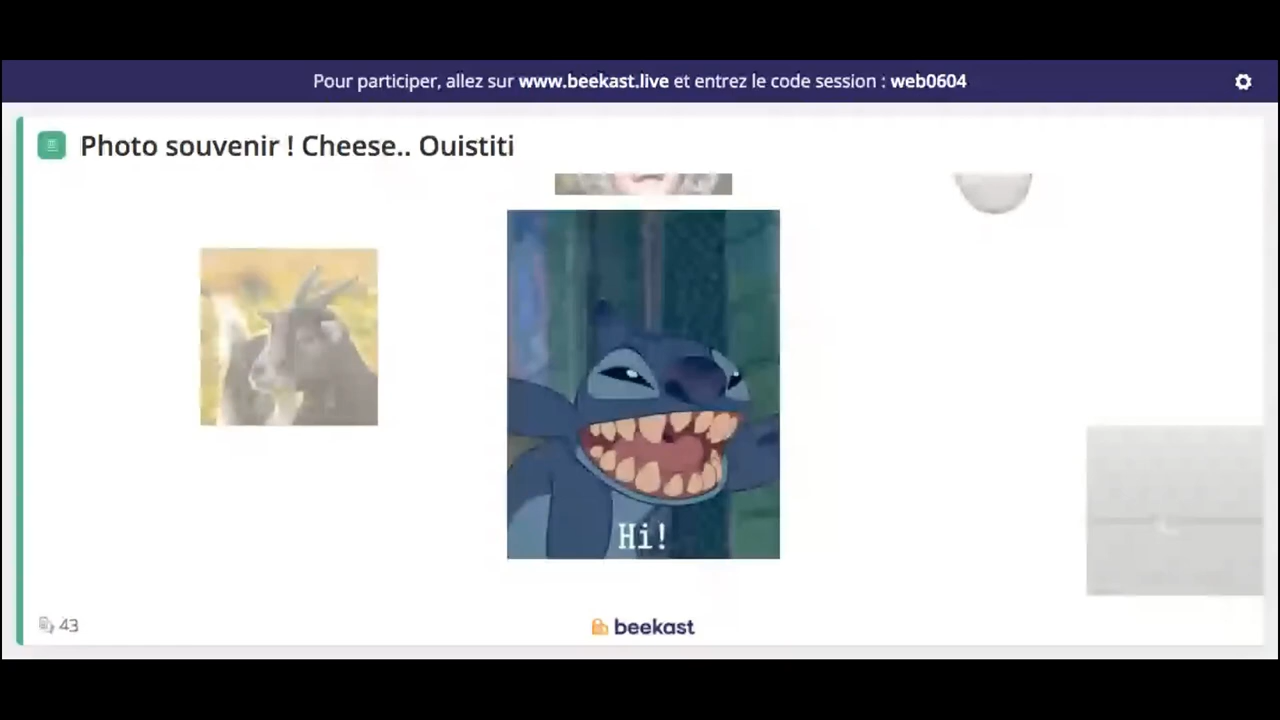 Pour participer, allez sur www.beekast.live et entrez le code session : web0604
Photo souvenir ! Cheese.. Ouistiti
Hi!
43
beekast